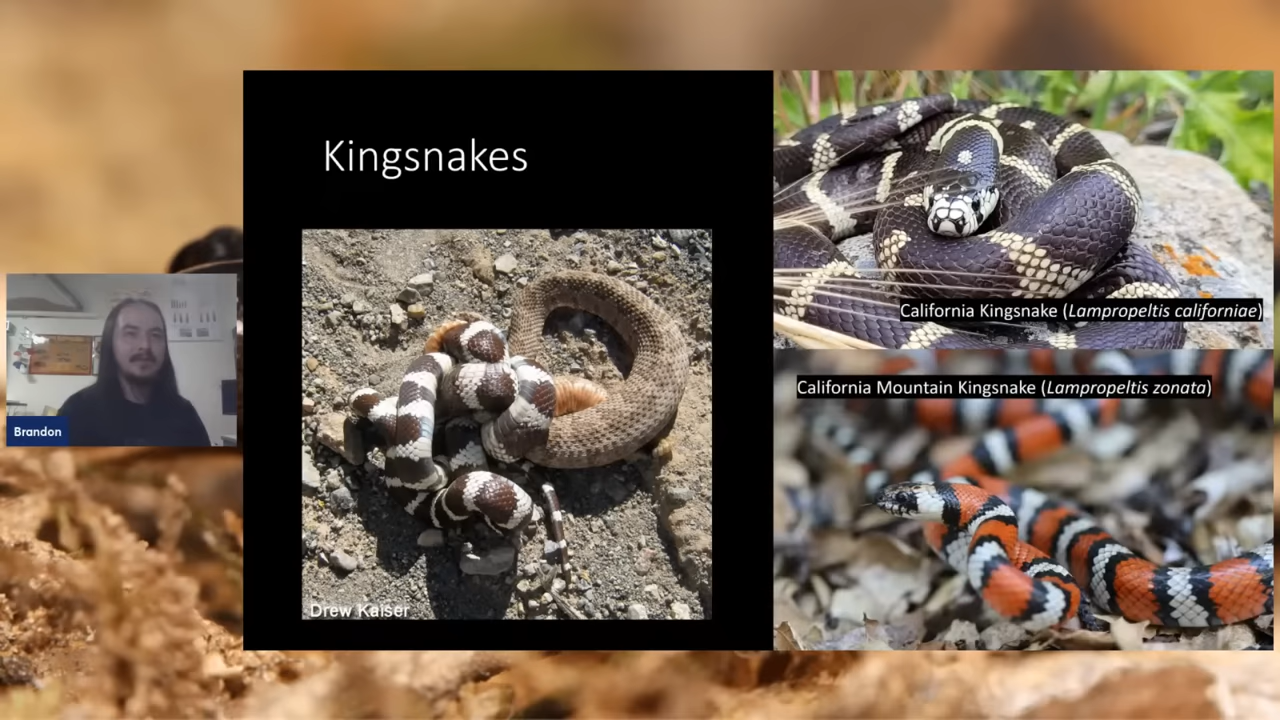 Kingsnakes
Drew Kaiser
California Kingsnake (Lampropeltis californiae)
California Mountain Kingsnake (Lampropeltis zonata)
Brandon